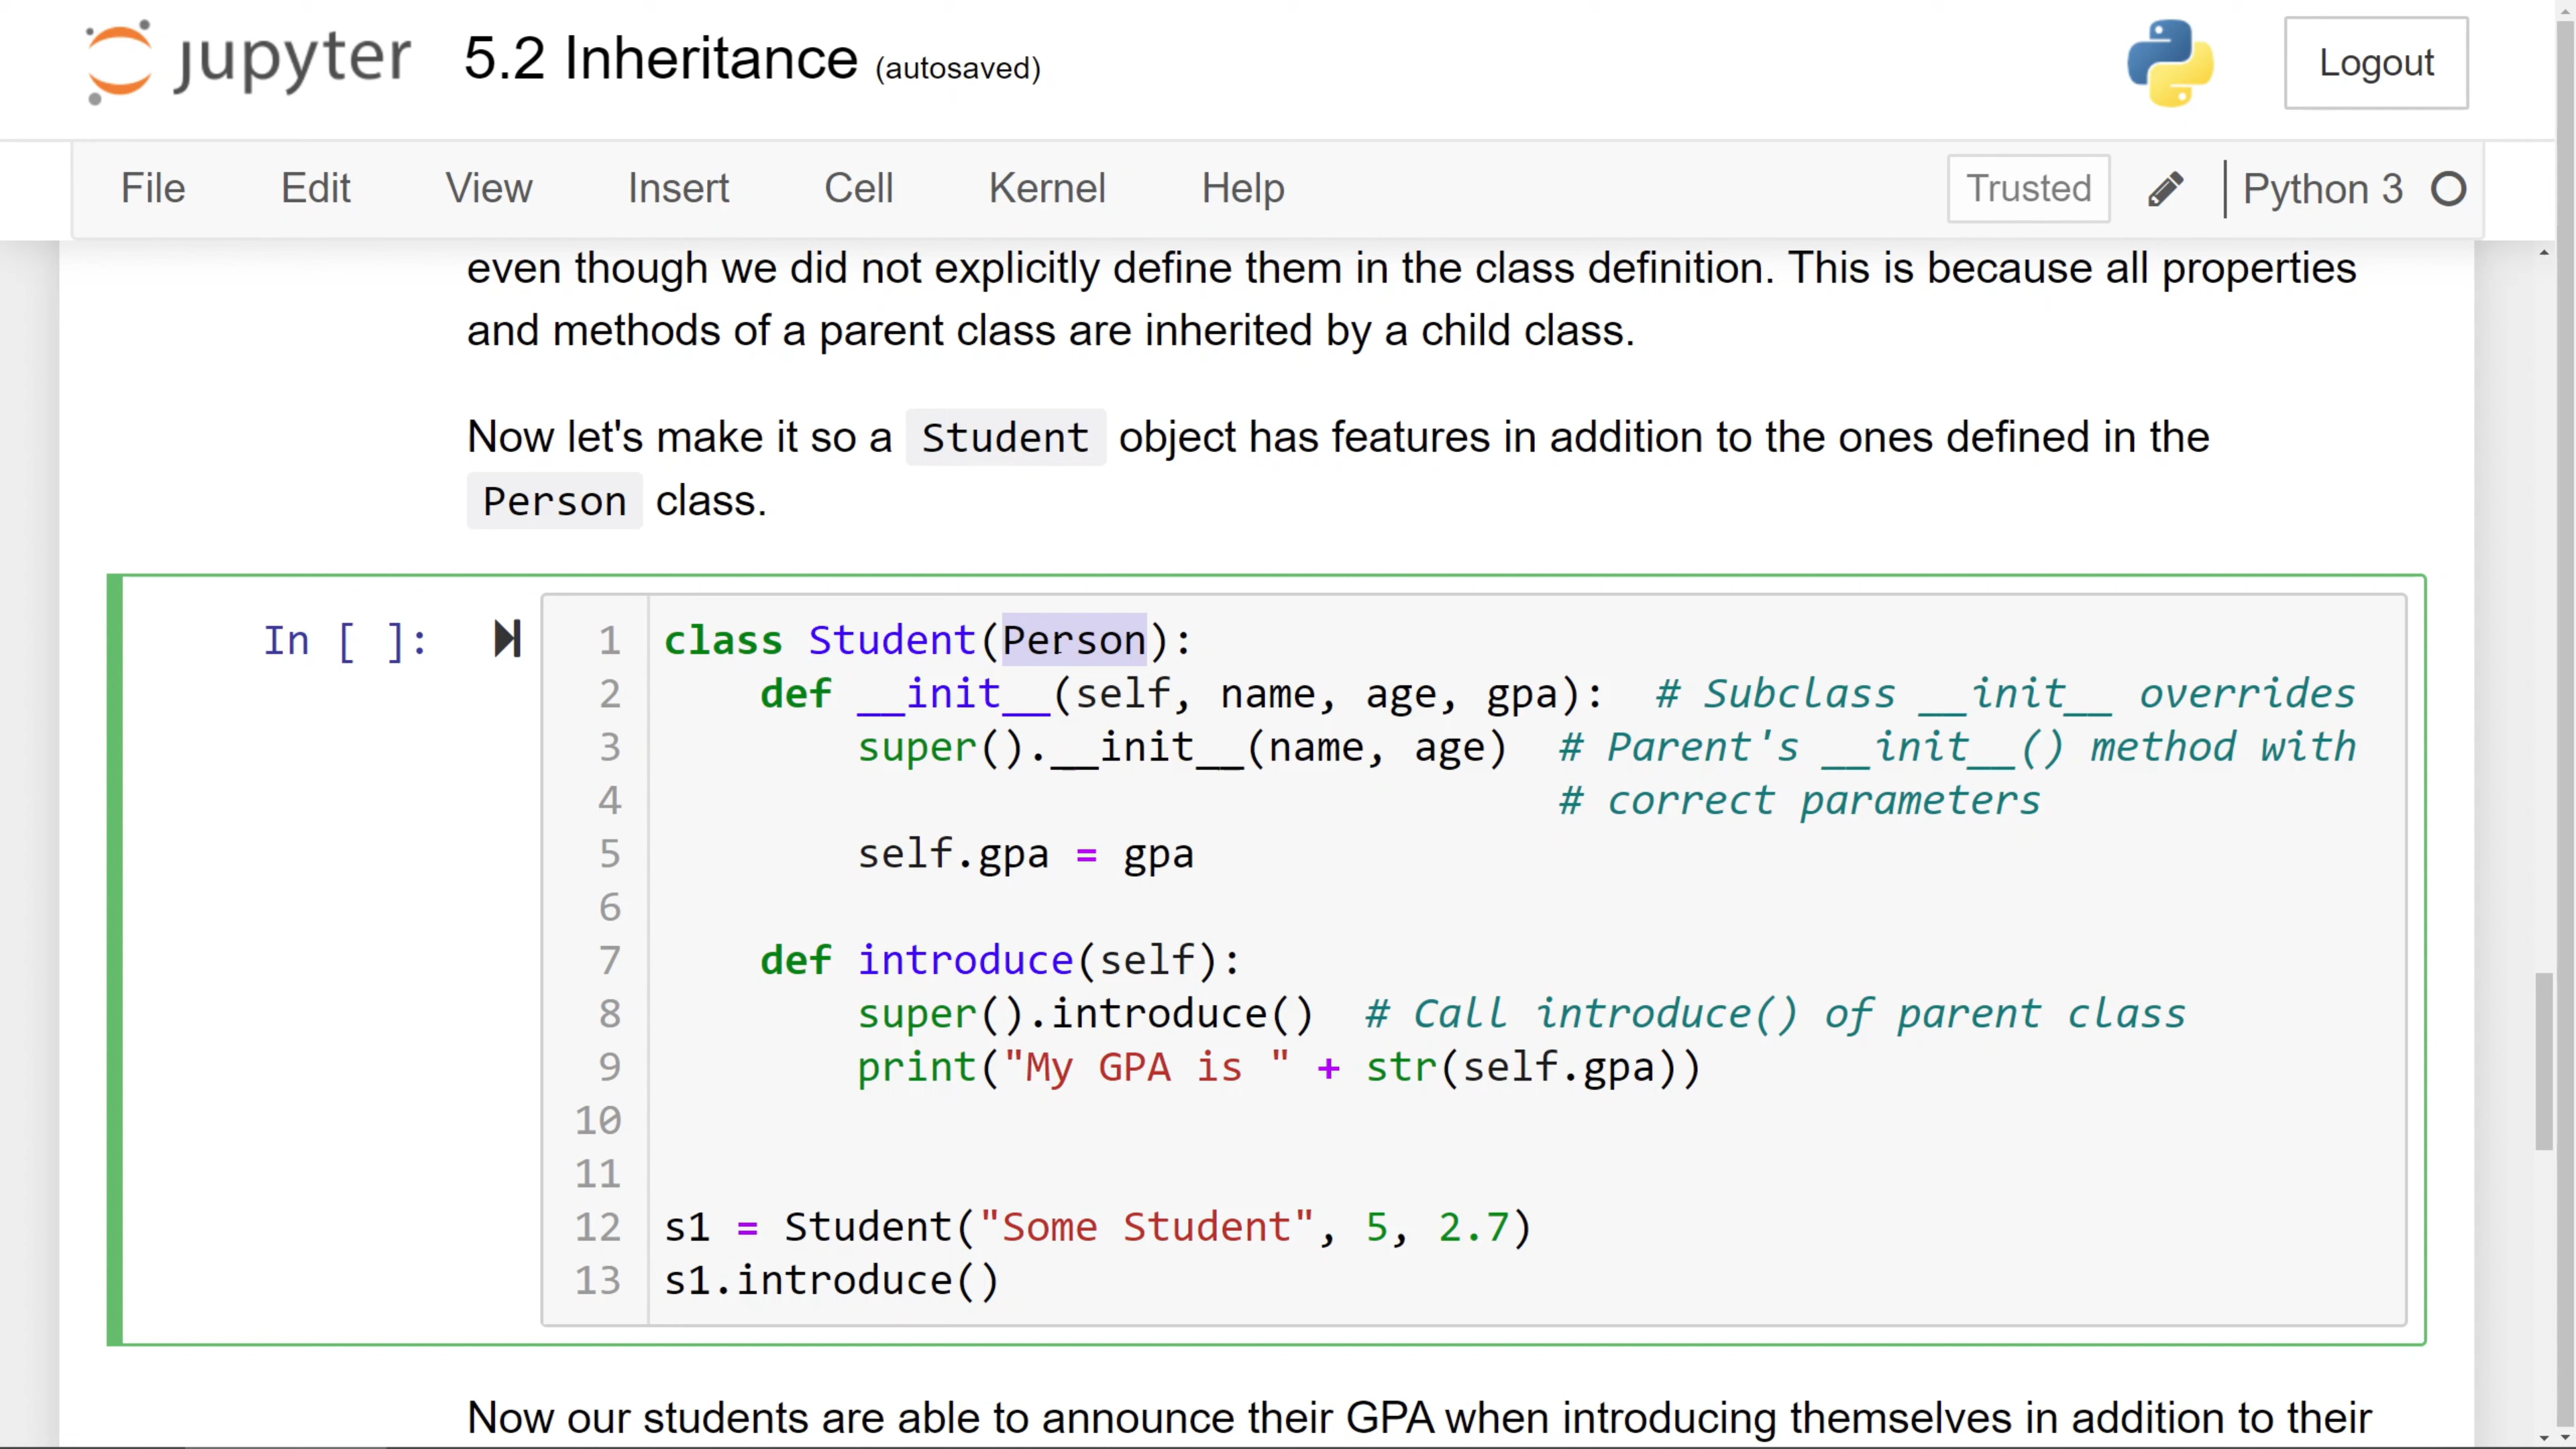 jupyter 5.2 Inheritance (autosaved) Logout
File Edit View Insert Cell Kernel Help Trusted Python 3
even though we did not explicitly define them in the class definition. This is because all properties
and methods of a parent class are inherited by a child class.
Now let's make it so a Student object has features in addition to the ones defined in the
Person class.
In [ ]:
1 class Student(Person):
2     def __init__(self, name, age, gpa):  # Subclass __init__ overrides
3         super().__init__(name, age)  # Parent's __init__() method with
4                                      # correct parameters
5         self.gpa = gpa
6
7     def introduce(self):
8         super().introduce()  # Call introduce() of parent class
9         print("My GPA is " + str(self.gpa))
10
11
12 s1 = Student("Some Student", 5, 2.7)
13 s1.introduce()
Now our students are able to announce their GPA when introducing themselves in addition to their